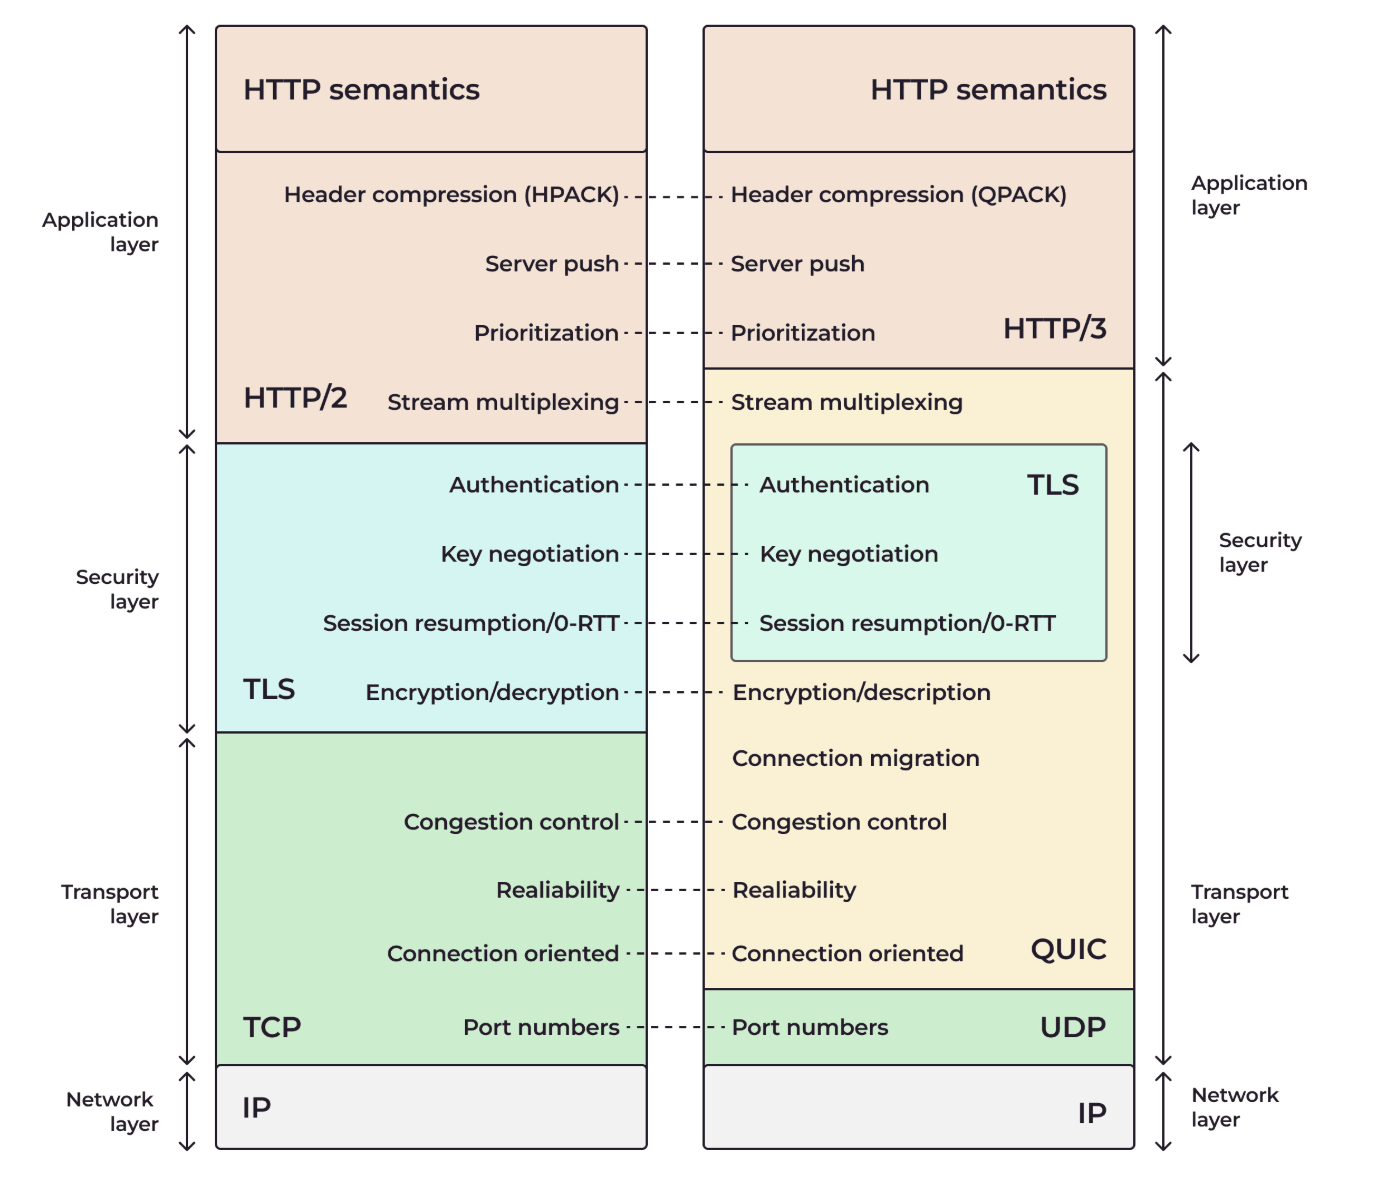 HTTP semantics
HTTP semantics
Header compression (HPACK)
Header compression (QPACK)
Application
layer
Application
layer
Server push
Server push
Prioritization
Prioritization
HTTP/3
HTTP/2
Stream multiplexing
Stream multiplexing
Authentication
Authentication
TLS
Key negotiation
Key negotiation
Security
layer
Security
layer
Session resumption/0-RTT
Session resumption/0-RTT
TLS
Encryption/decryption
Encryption/description
Connection migration
Congestion control
Congestion control
Transport
layer
Realiability
Realiability
Transport
layer
Connection oriented
Connection oriented
QUIC
TCP
Port numbers
Port numbers
UDP
Network
layer
IP
IP
Network
layer